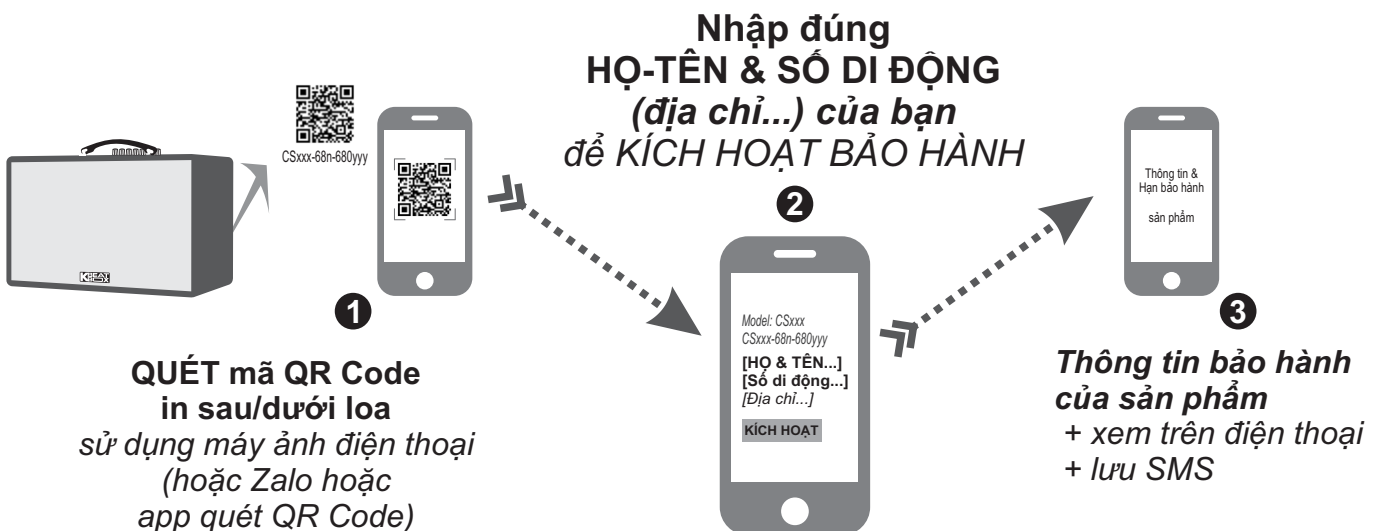 CSxxx-68n-680yyy
1
QUÉT mã QR Code
in sau/dưới loa
sử dụng máy ảnh điện thoại
(hoặc Zalo hoặc
app quét QR Code)
Nhập đúng
HỌ-TÊN & SỐ DI ĐỘNG
(địa chỉ...) của bạn
để KÍCH HOẠT BẢO HÀNH
2
Model: CSxxx
CSxxx-68n-680yyy
[HỌ & TÊN...]
[Số di động...]
[Địa chỉ...]
KÍCH HOẠT
Thông tin &
Hạn bảo hành
sản phẩm
3
Thông tin bảo hành
của sản phẩm
+ xem trên điện thoại
+ lưu SMS